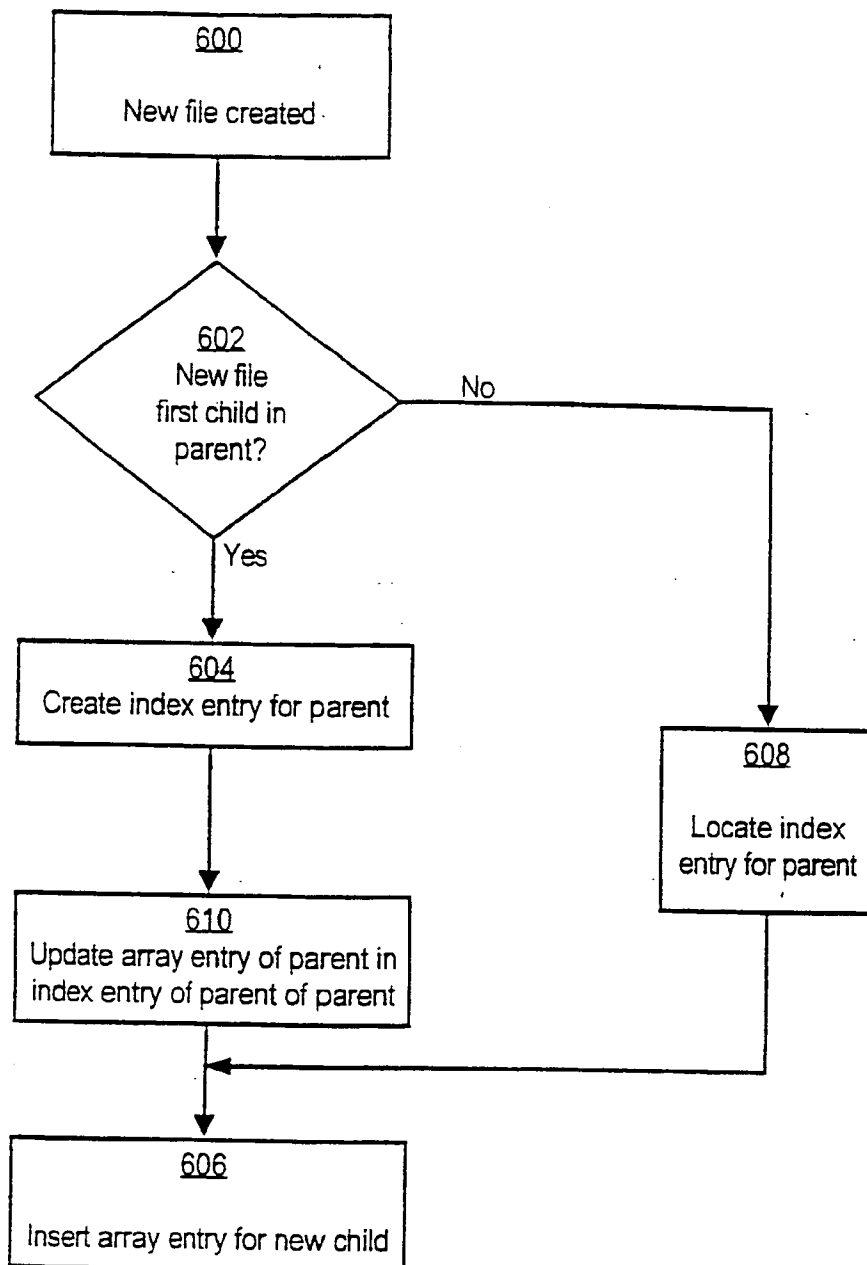 600
New file created
602
New file
first child in
parent?
No
Yes
604
Create index entry for parent
608
Locate index
entry for parent
610
Update array entry of parent in
index entry of parent of parent
606
Insert array entry for new child